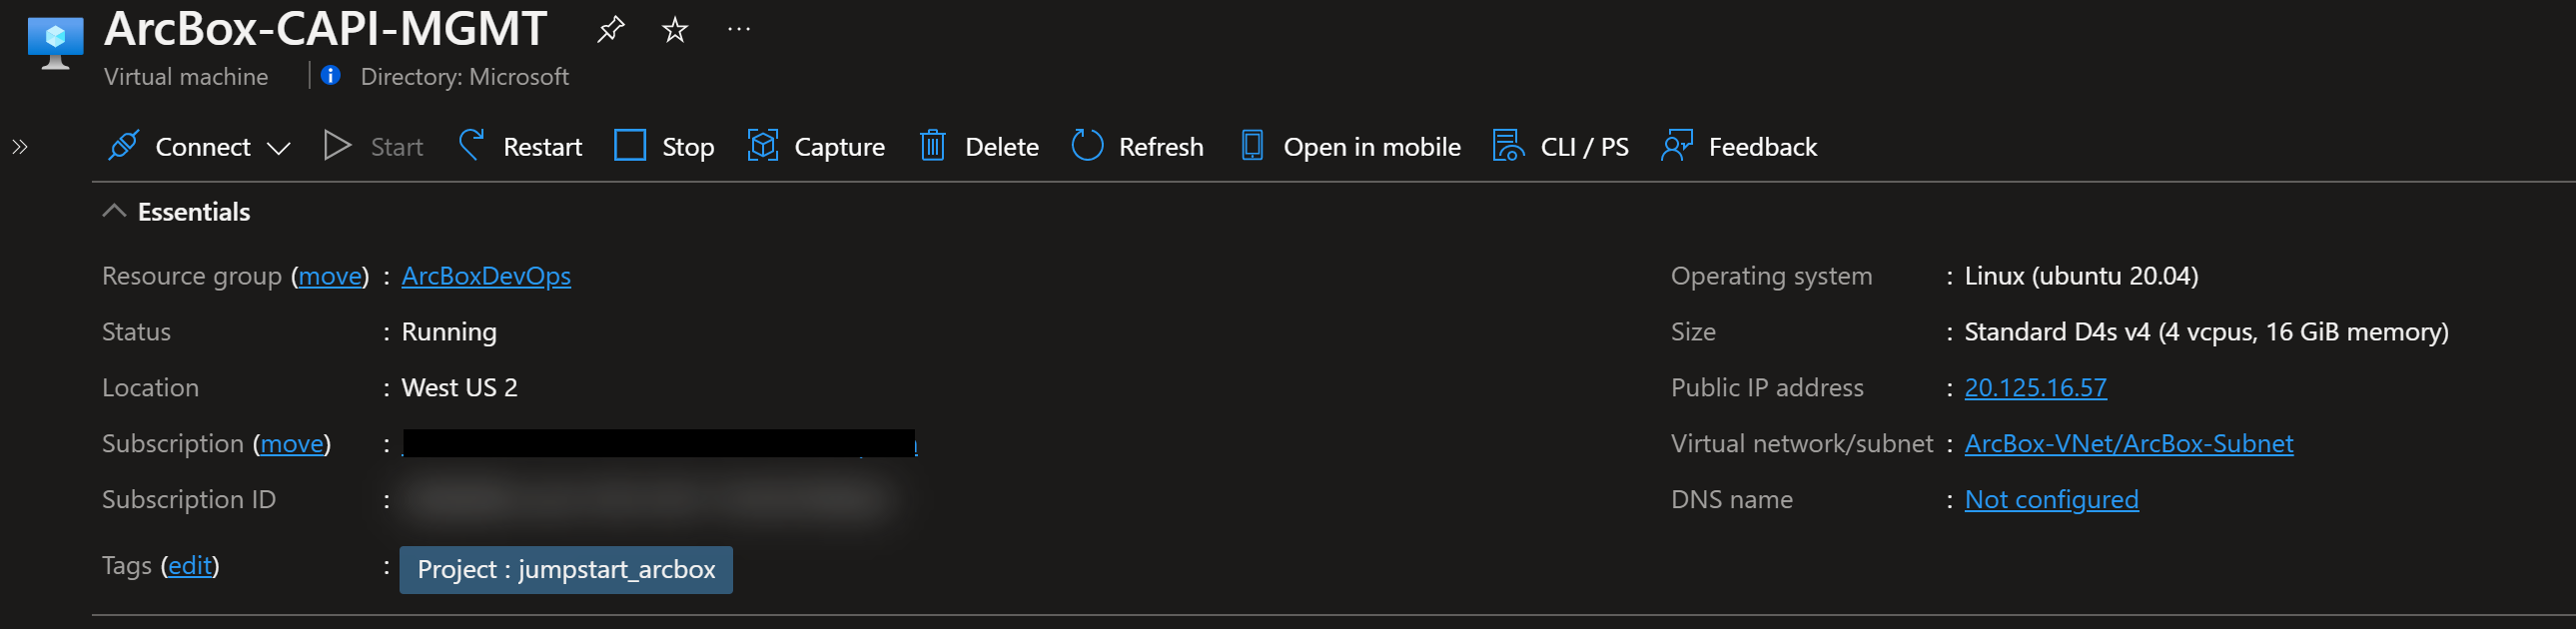 ArcBox-CAPI-MGMT
Virtual machine
Directory: Microsoft
Connect
Start
Restart
Stop
Capture
Delete
Refresh
Open in mobile
CLI / PS
Feedback
Essentials
Resource group (move) : ArcBoxDevOps
Status : Running
Location : West US 2
Subscription (move) :
Subscription ID :
Tags (edit) : Project : jumpstart_arcbox
Operating system : Linux (ubuntu 20.04)
Size : Standard D4s v4 (4 vcpus, 16 GiB memory)
Public IP address : 20.125.16.57
Virtual network/subnet : ArcBox-VNet/ArcBox-Subnet
DNS name : Not configured